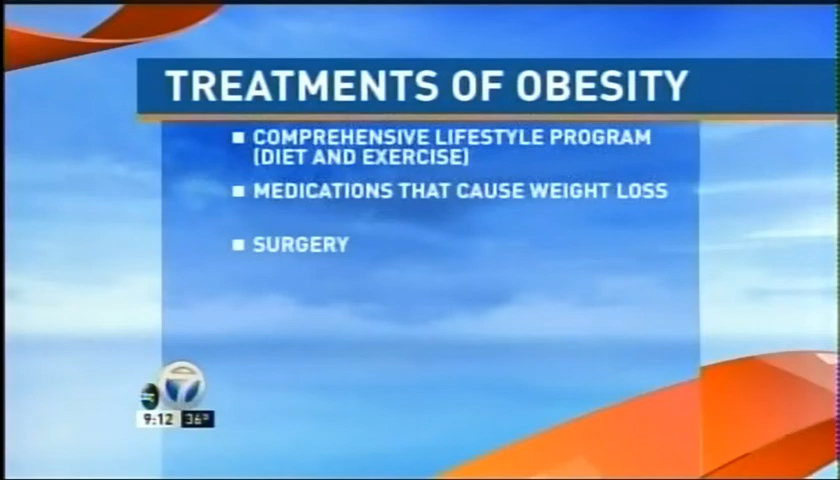 TREATMENTS OF OBESITY
■ COMPREHENSIVE LIFESTYLE PROGRAM
(DIET AND EXERCISE)
■ MEDICATIONS THAT CAUSE WEIGHT LOSS
■ SURGERY
7
9:12 36°